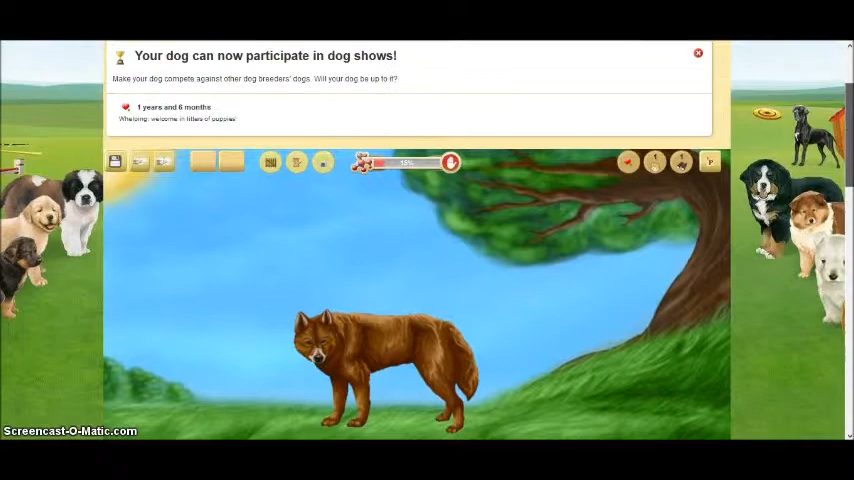 Your dog can now participate in dog shows!
Make your dog compete against other dog breeders' dogs. Will your dog be up to it?
1 years and 6 months
Whelping: welcome in litters of puppies!
15%
1
1
P
Screencast-O-Matic.com